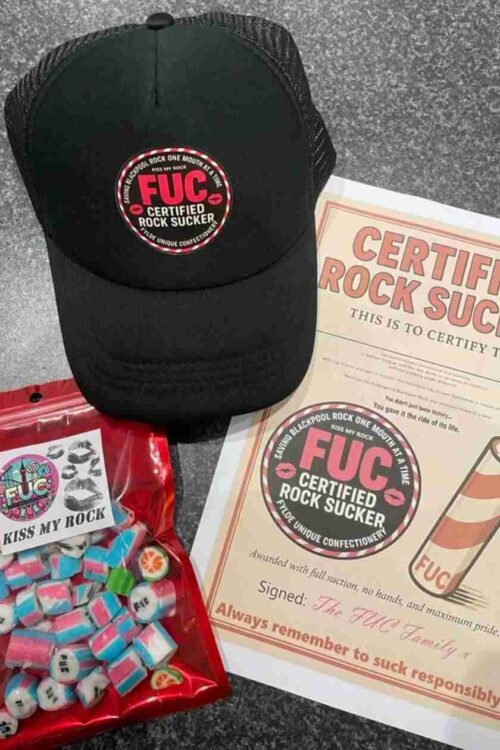 SAVING BLACKPOOL ROCK ONE MOUTH AT A TIME
KISS MY ROCK
FUC
CERTIFIED
ROCK SUCKER
FYLDE UNIQUE CONFECTIONERY
CERTIFI
ROCK SUC
THIS IS TO CERTIFY T
You didn't just taste history...
You gave it the ride of its life.
SAVING BLACKPOOL ROCK ONE MOUTH AT A TIME
KISS MY ROCK
FUC
CERTIFIED
ROCK SUCKER
FYLDE UNIQUE CONFECTIONERY
FUC
Awarded with full suction, no hands, and maximum pride.
Signed: The FUC Family x
Always remember to suck responsibly
FUC
KISS MY ROCK
FUC
FUC